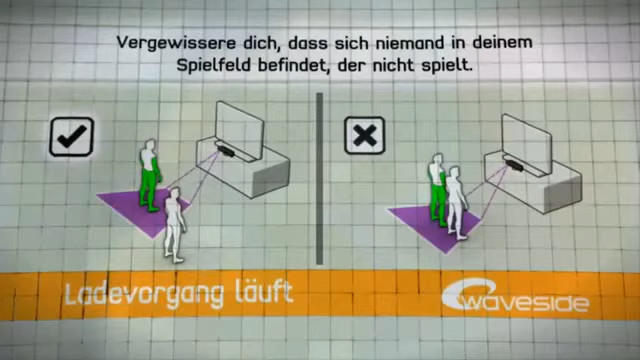 Vergewissere dich, dass sich niemand in deinem
Spielfeld befindet, der nicht spielt.
Ladevorgang läuft
waveside